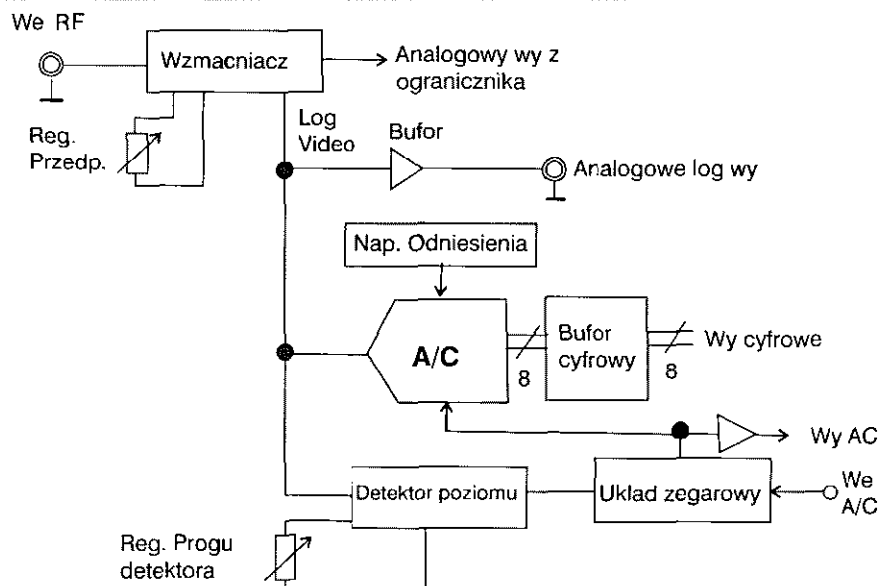 We RF
Wzmacniacz
Analogowy wy z
ogranicznika
Reg.
Przedp.
Log
Video
Bufor
Analogowe log wy
Nap. Odniesienia
A/C
8
Bufor
cyfrowy
8
Wy cyfrowe
Wy AC
Detektor poziomu
Układ zegarowy
We
A/C
Reg. Progu
detektora